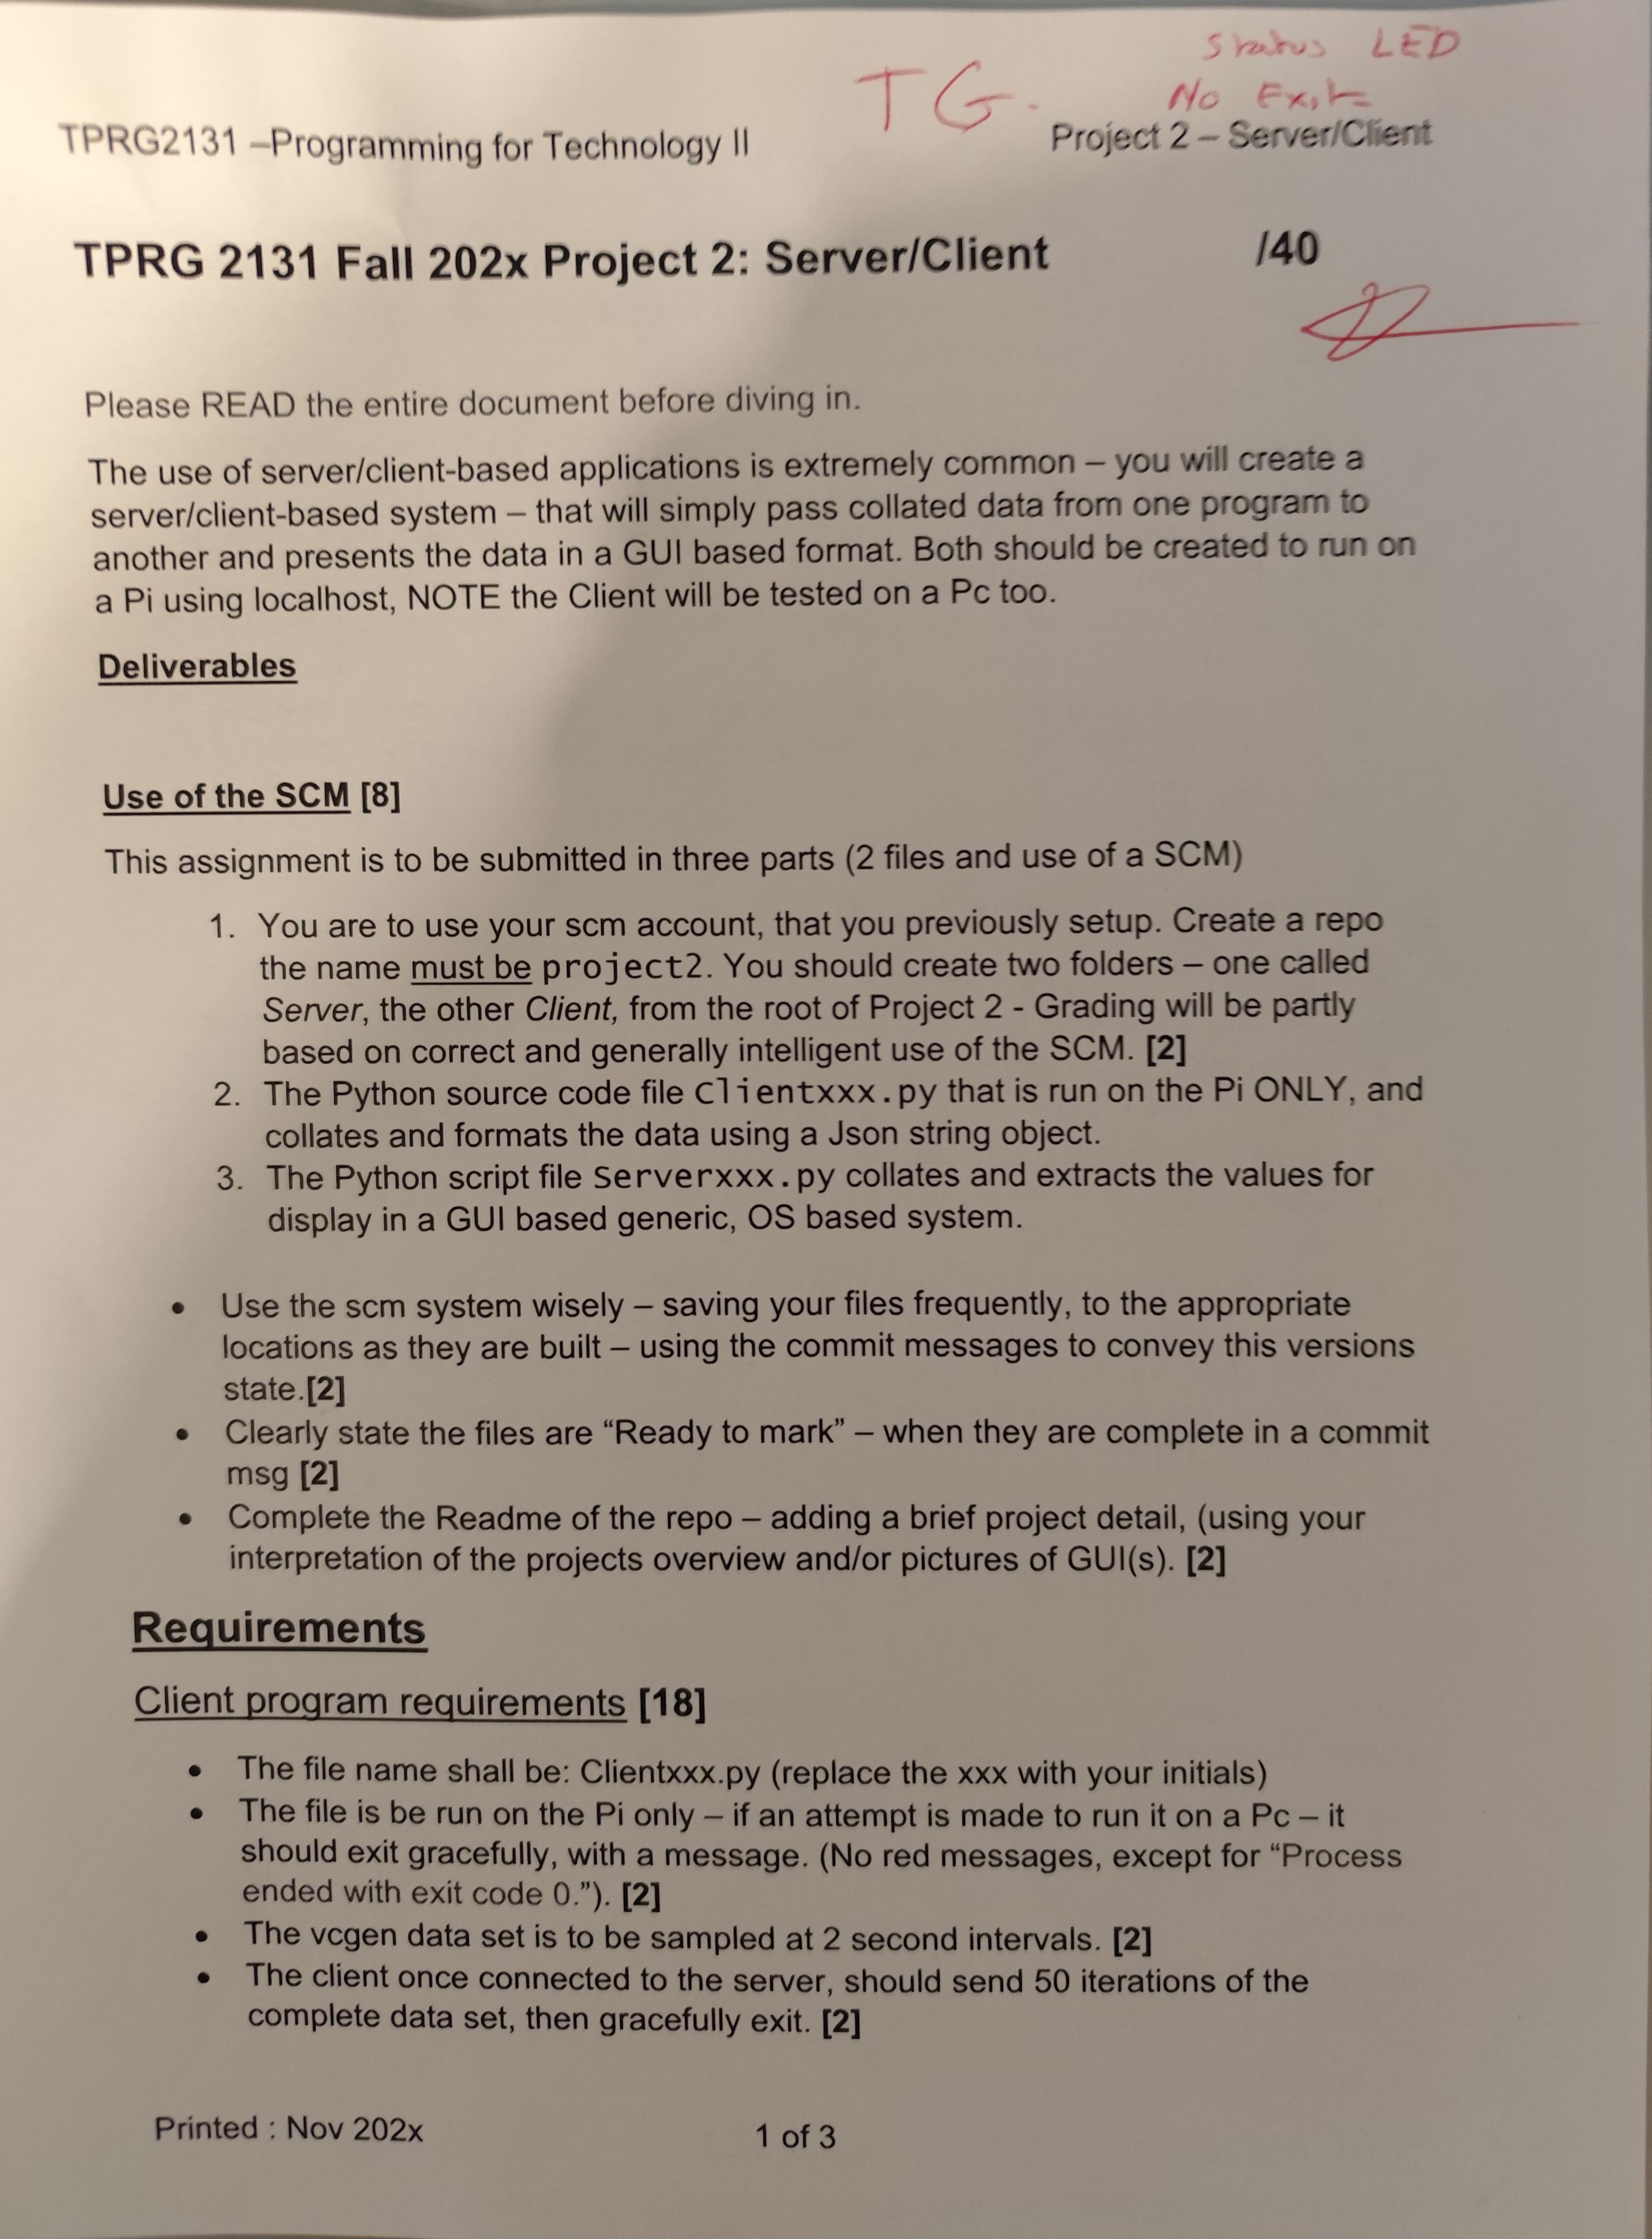 Status LED
TG.
No Exit
TPRG2131 –Programming for Technology II
Project 2 – Server/Client
TPRG 2131 Fall 202x Project 2: Server/Client /40
Please READ the entire document before diving in.
The use of server/client-based applications is extremely common – you will create a
server/client-based system – that will simply pass collated data from one program to
another and presents the data in a GUI based format. Both should be created to run on
a Pi using localhost, NOTE the Client will be tested on a Pc too.
Deliverables
Use of the SCM [8]
This assignment is to be submitted in three parts (2 files and use of a SCM)
1. You are to use your scm account, that you previously setup. Create a repo
the name must be project2. You should create two folders – one called
Server, the other Client, from the root of Project 2 - Grading will be partly
based on correct and generally intelligent use of the SCM. [2]
2. The Python source code file Clientxxx.py that is run on the Pi ONLY, and
collates and formats the data using a Json string object.
3. The Python script file Serverxxx.py collates and extracts the values for
display in a GUI based generic, OS based system.
• Use the scm system wisely – saving your files frequently, to the appropriate
locations as they are built – using the commit messages to convey this versions
state.[2]
• Clearly state the files are “Ready to mark” – when they are complete in a commit
msg [2]
• Complete the Readme of the repo – adding a brief project detail, (using your
interpretation of the projects overview and/or pictures of GUI(s). [2]
Requirements
Client program requirements [18]
• The file name shall be: Clientxxx.py (replace the xxx with your initials)
• The file is be run on the Pi only – if an attempt is made to run it on a Pc – it
should exit gracefully, with a message. (No red messages, except for “Process
ended with exit code 0.”). [2]
• The vcgen data set is to be sampled at 2 second intervals. [2]
• The client once connected to the server, should send 50 iterations of the
complete data set, then gracefully exit. [2]
Printed : Nov 202x
1 of 3